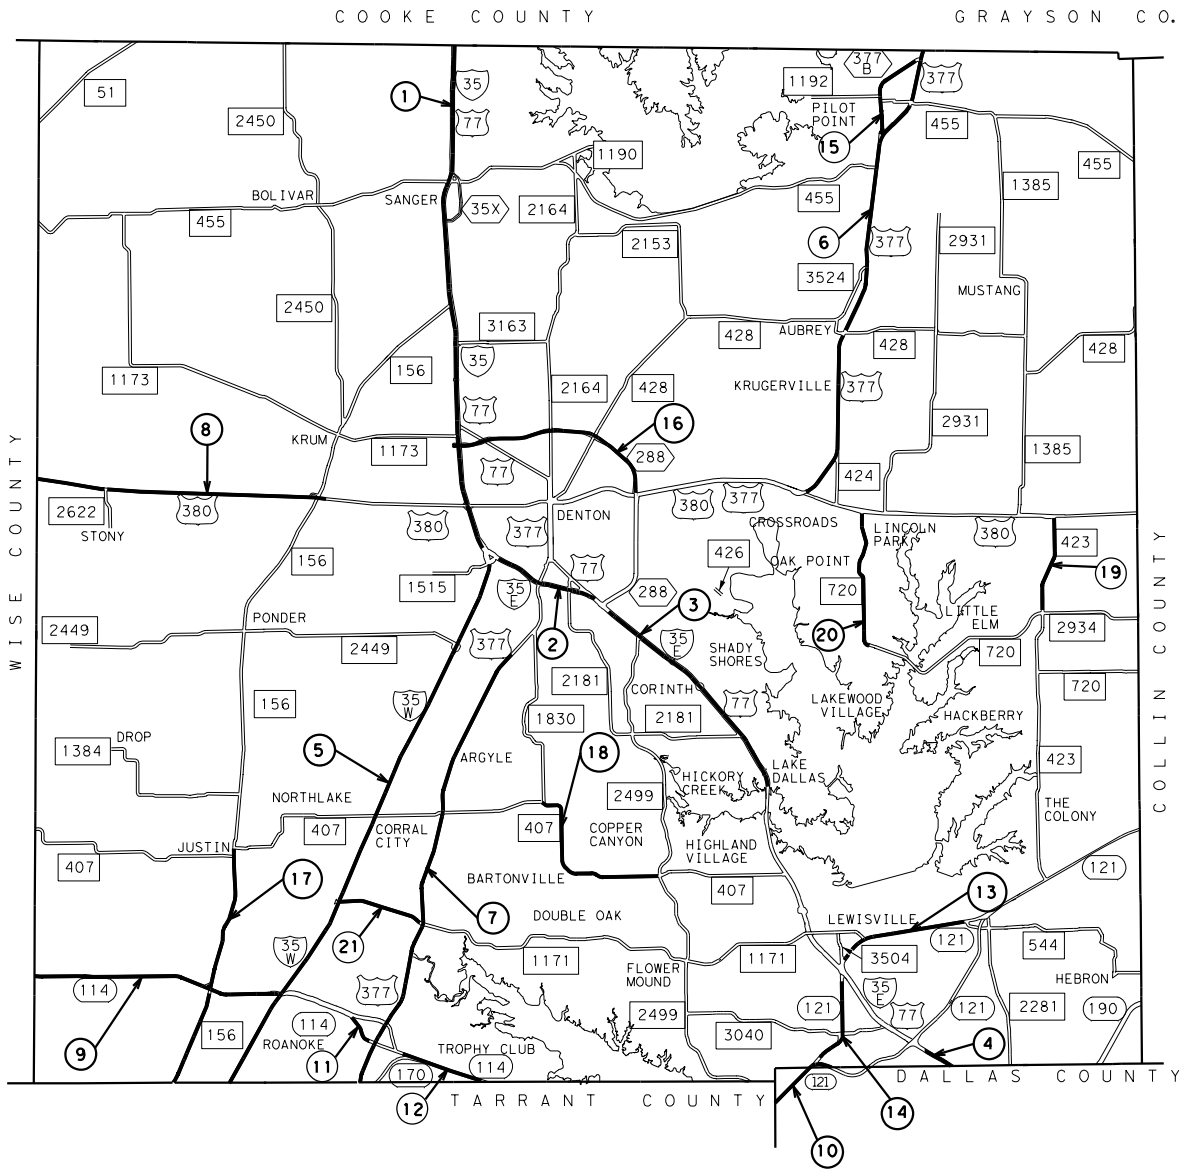 COOKE COUNTY
GRAYSON CO.
51
2450
1
35
77
1190
1192
377
B
377
PILOT
POINT
15
455
455
1385
BOLIVAR
SANGER
35X
2164
455
455
2153
6
377
2931
3524
MUSTANG
2450
3163
35
156
428
AUBREY
428
428
1173
2164
428
KRUGERVILLE
377
77
8
16
2931
KRUM
1173
288
77
424
1385
2622
380
STONY
380
377
DENTON
380
377
CROSSROADS
LINCOLN
PARK
380
423
156
426
OAK POINT
77
1515
35
E
288
3
720
19
WISE COUNTY
COLLIN COUNTY
PONDER
2449
2449
377
2
35
E
SHADY
SHORES
20
LITTLE
ELM
2934
720
156
35
W
2181
CORINTH
1830
2181
77
LAKEWOOD
VILLAGE
720
HACKBERRY
1384
DROP
5
ARGYLE
18
LAKE
DALLAS
423
HICKORY
CREEK
2499
NORTHLAKE
407
CORRAL
CITY
407
COPPER
CANYON
THE
COLONY
JUSTIN
407
HIGHLAND
VILLAGE
17
BARTONVILLE
407
121
13
7
DOUBLE OAK
LEWISVILLE
21
35
W
121
544
1171
1171
3504
FLOWER
MOUND
HEBRON
114
9
377
35
E
77
121
121
2281
190
156
114
2499
3040
ROANOKE
11
TROPHY CLUB
114
170
4
12
TARRANT COUNTY
121
DALLAS COUNTY
14
10